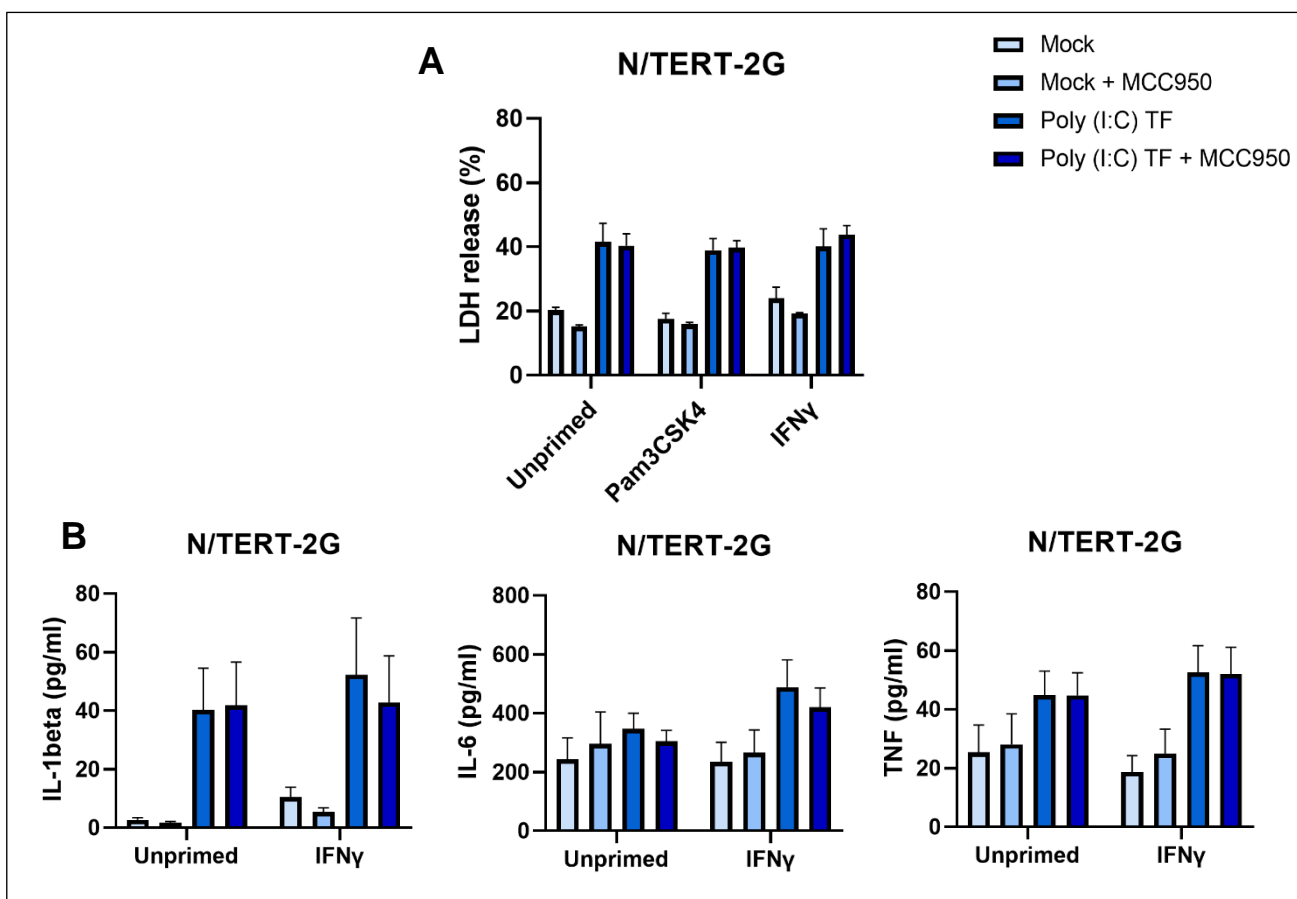 A
N/TERT-2G
Mock
Mock + MCC950
Poly (I:C) TF
Poly (I:C) TF + MCC950
LDH release (%)
80
60
40
20
0
Unprimed
Pam3CSK4
IFNγ
B
N/TERT-2G
IL-1beta (pg/ml)
80
60
40
20
0
Unprimed
IFNγ
N/TERT-2G
IL-6 (pg/ml)
800
600
400
200
0
Unprimed
IFNγ
N/TERT-2G
TNF (pg/ml)
80
60
40
20
0
Unprimed
IFNγ